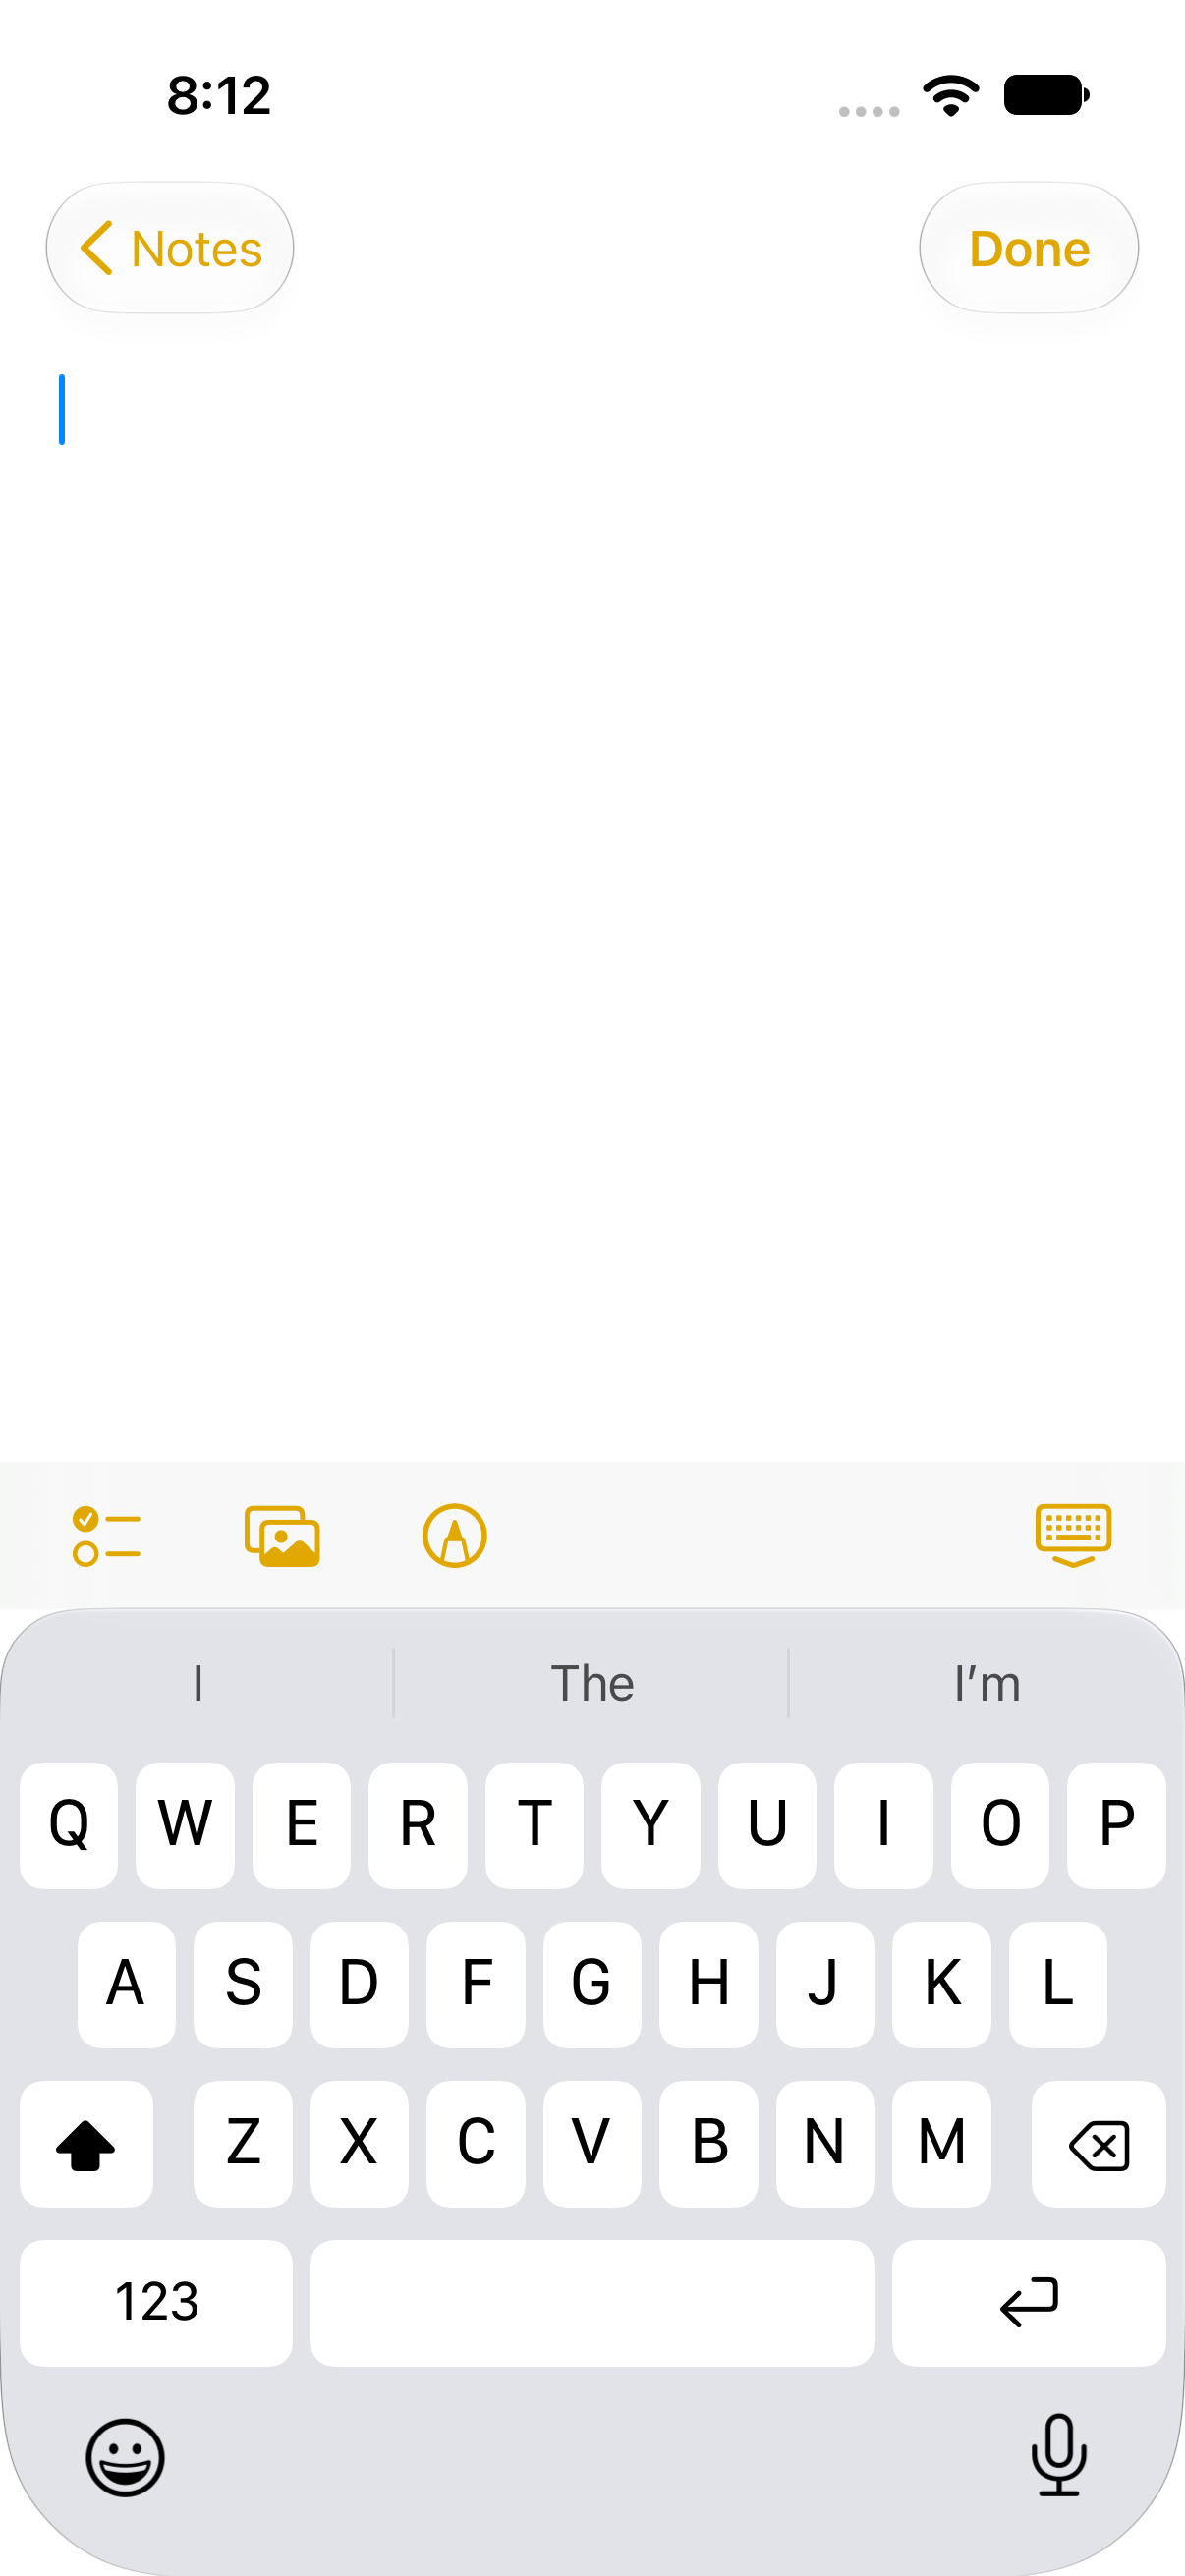 8:12
Notes
Done
I The I’m
Q W E R T Y U I O P
A S D F G H J K L
Z X C V B N M
123